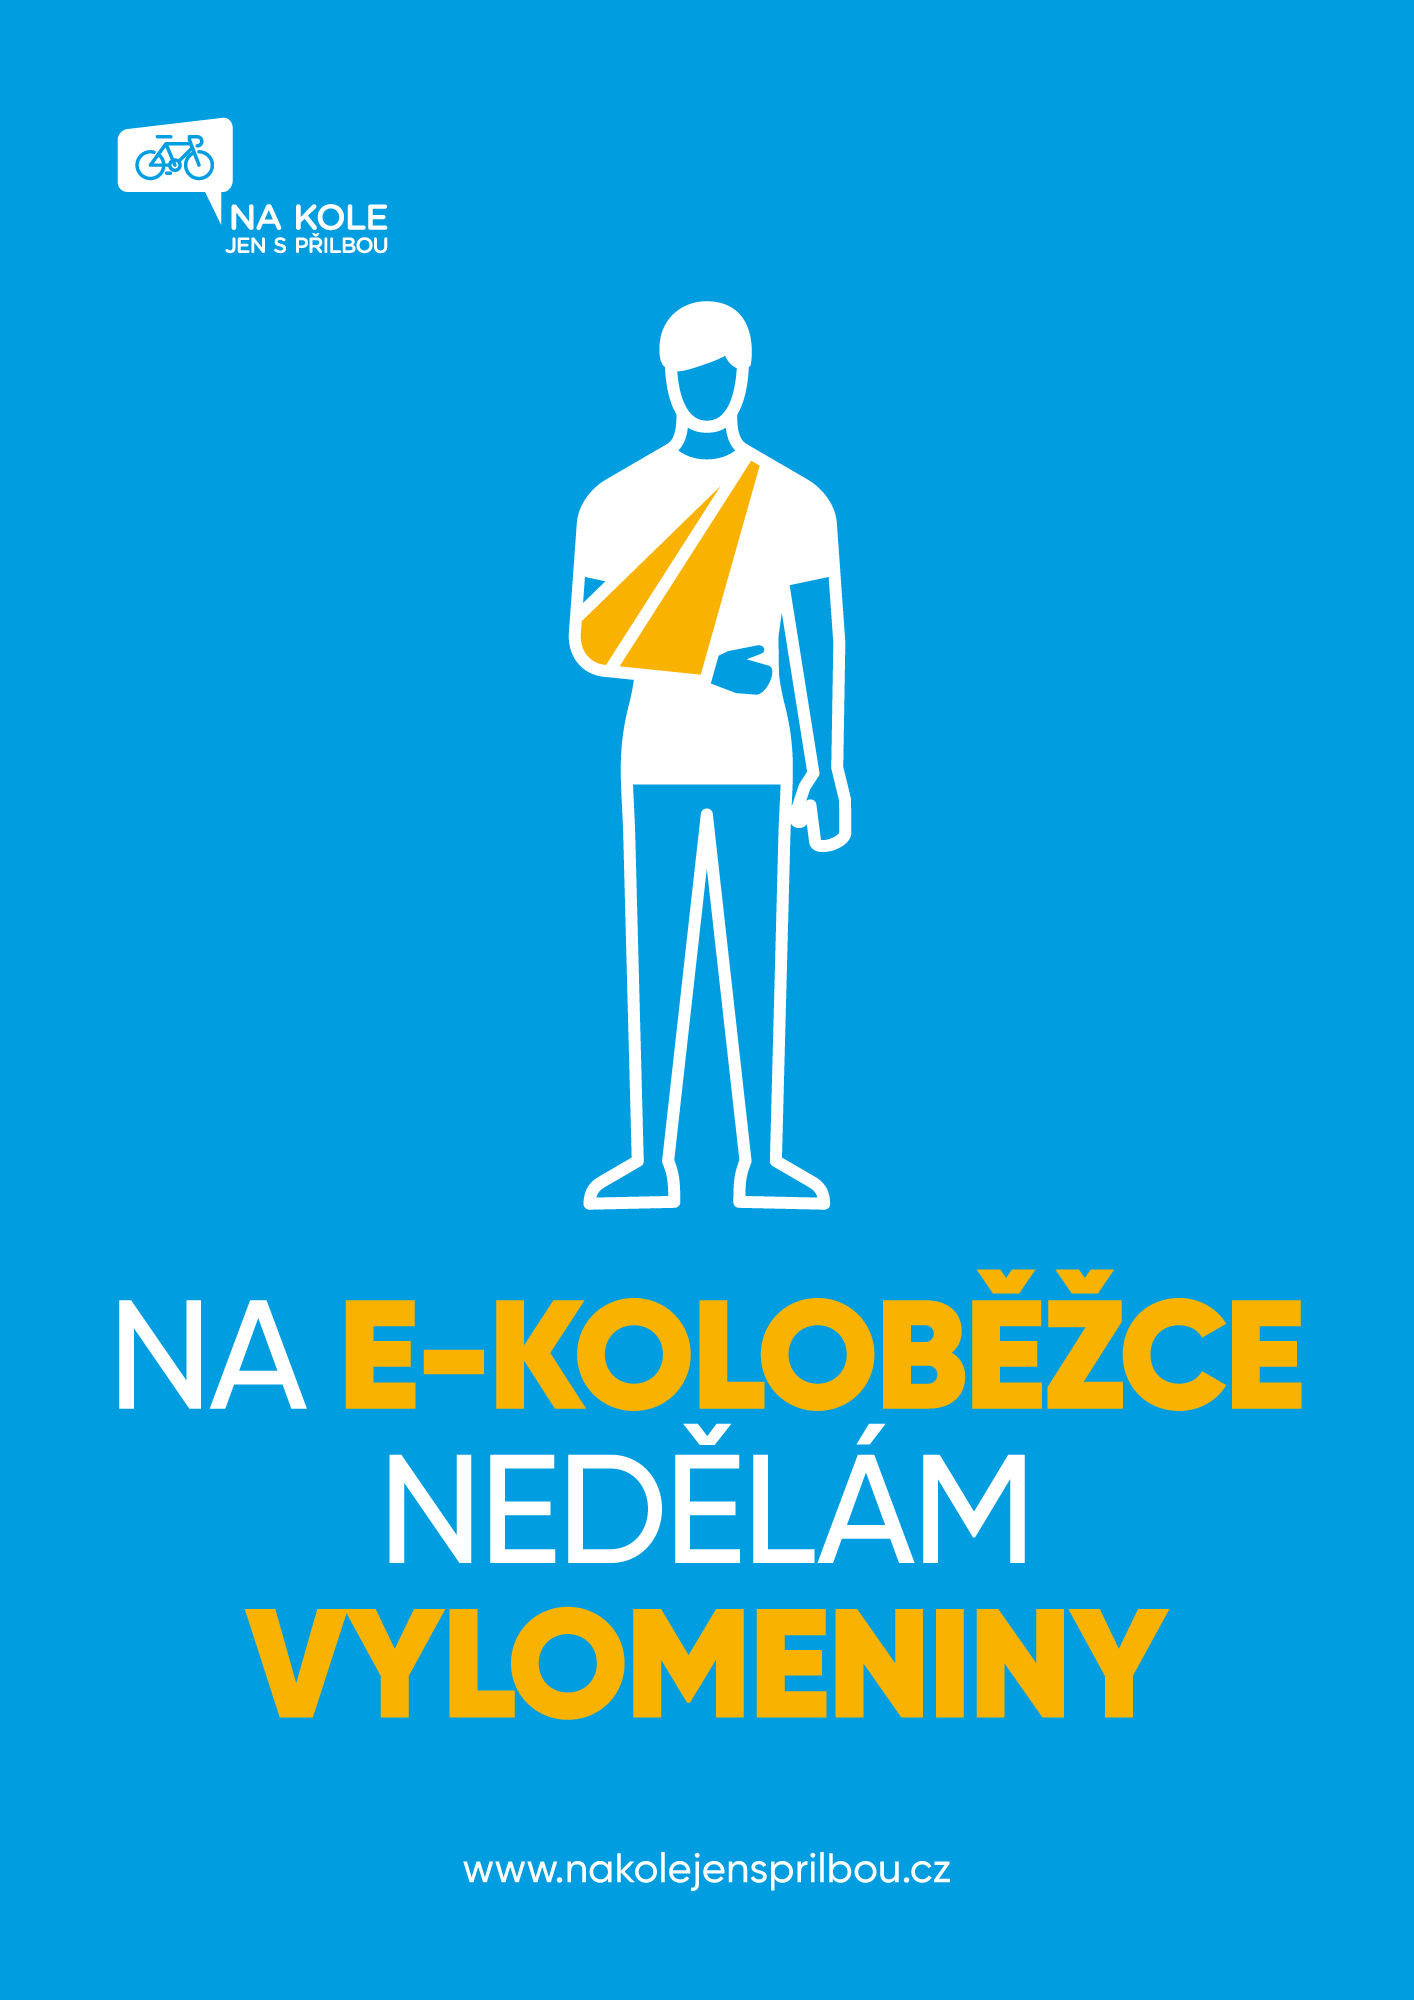 NA KOLE
JEN S PŘILBOU
NA E-KOLOBĚŽCE
NEDĚLÁM
VYLOMENINY
www.nakolejensprilbou.cz